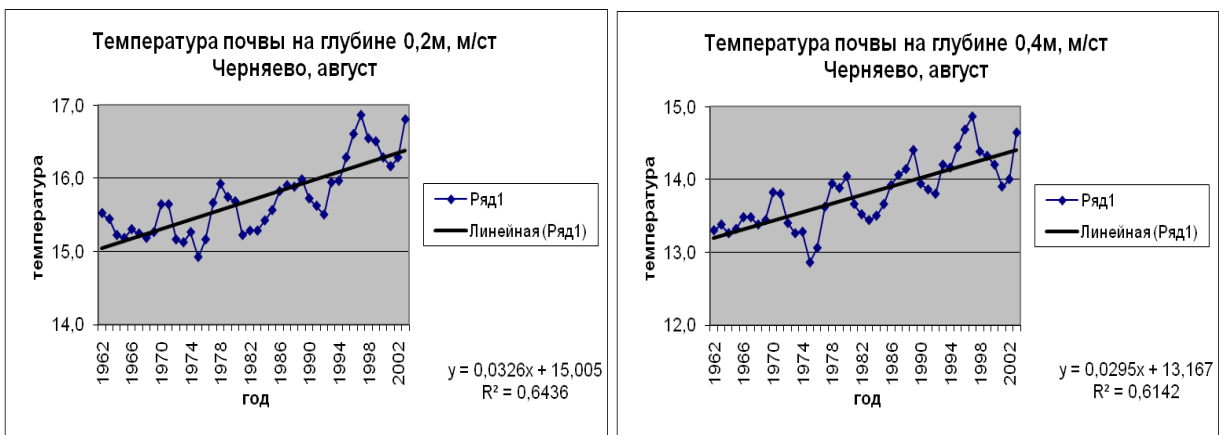 Температура почвы на глубине 0,2м, м/ст
Черняево, август
температура
17,0
16,0
15,0
14,0
1962
1966
1970
1974
1978
1982
1986
1990
1994
1998
2002
год
Ряд1
Линейная (Ряд1)
y = 0,0326x + 15,005
R² = 0,6436
Температура почвы на глубине 0,4м, м/ст
Черняево, август
температура
15,0
14,0
13,0
12,0
1962
1966
1970
1974
1978
1982
1986
1990
1994
1998
2002
год
Ряд1
Линейная (Ряд1)
y = 0,0295x + 13,167
R² = 0,6142